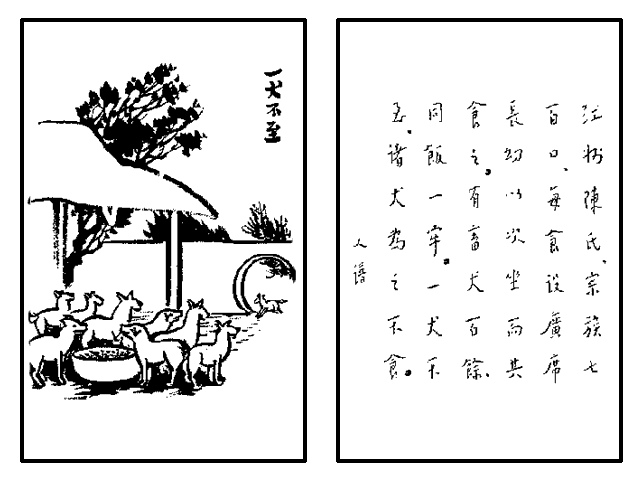 一犬不至
江州陳氏、宗族七
百口、每食設廣席
長幼以次坐而共
食之。有畜犬百餘、
同飯一牢。一犬不
至、諸犬為之不食。
人譜